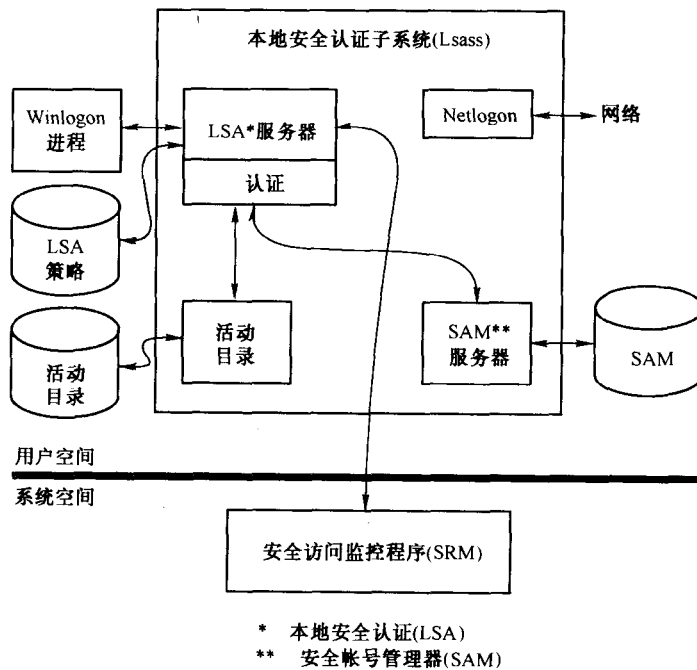 本地安全认证子系统(Lsass)
Winlogon
进程
LSA*服务器
认证
Netlogon
网络
LSA
策略
活动
目录
活动
目录
SAM**
服务器
SAM
用户空间
系统空间
安全访问监控程序(SRM)
* 本地安全认证(LSA)
** 安全帐号管理器(SAM)